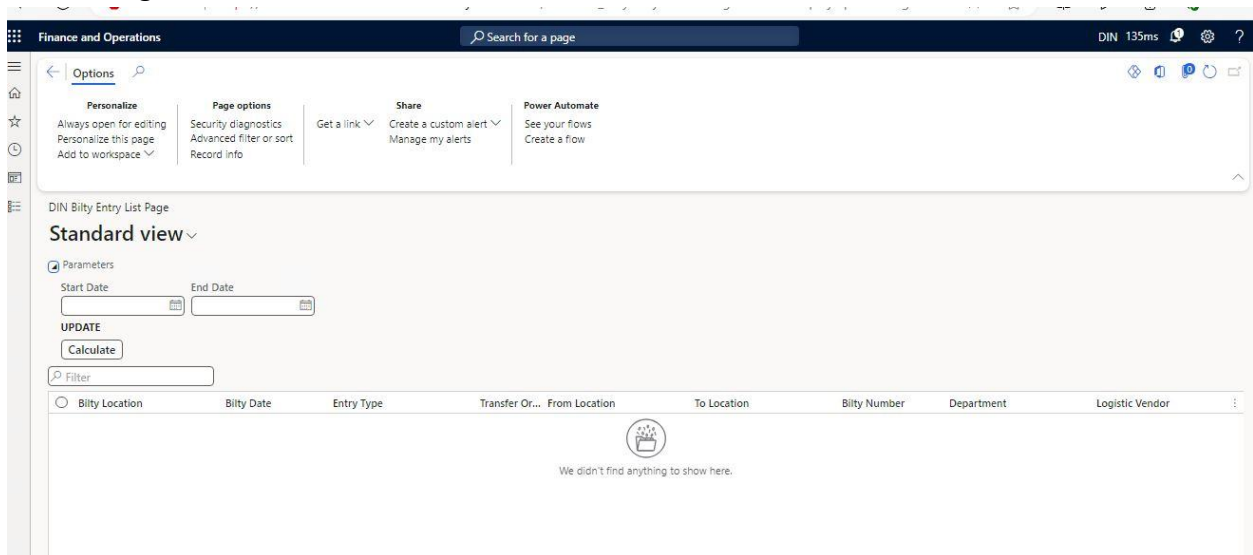 Finance and Operations
Search for a page
DIN 135ms
1
?
Options
0
Personalize Page options Share Power Automate
Always open for editing Security diagnostics Get a link Create a custom alert See your flows
Personalize this page Advanced filter or sort Manage my alerts Create a flow
Add to workspace Record info
DIN Bilty Entry List Page
Standard view
Parameters
Start Date End Date
UPDATE
Calculate
Filter
Bilty Location Bilty Date Entry Type Transfer Or... From Location To Location Bilty Number Department Logistic Vendor
We didn't find anything to show here.